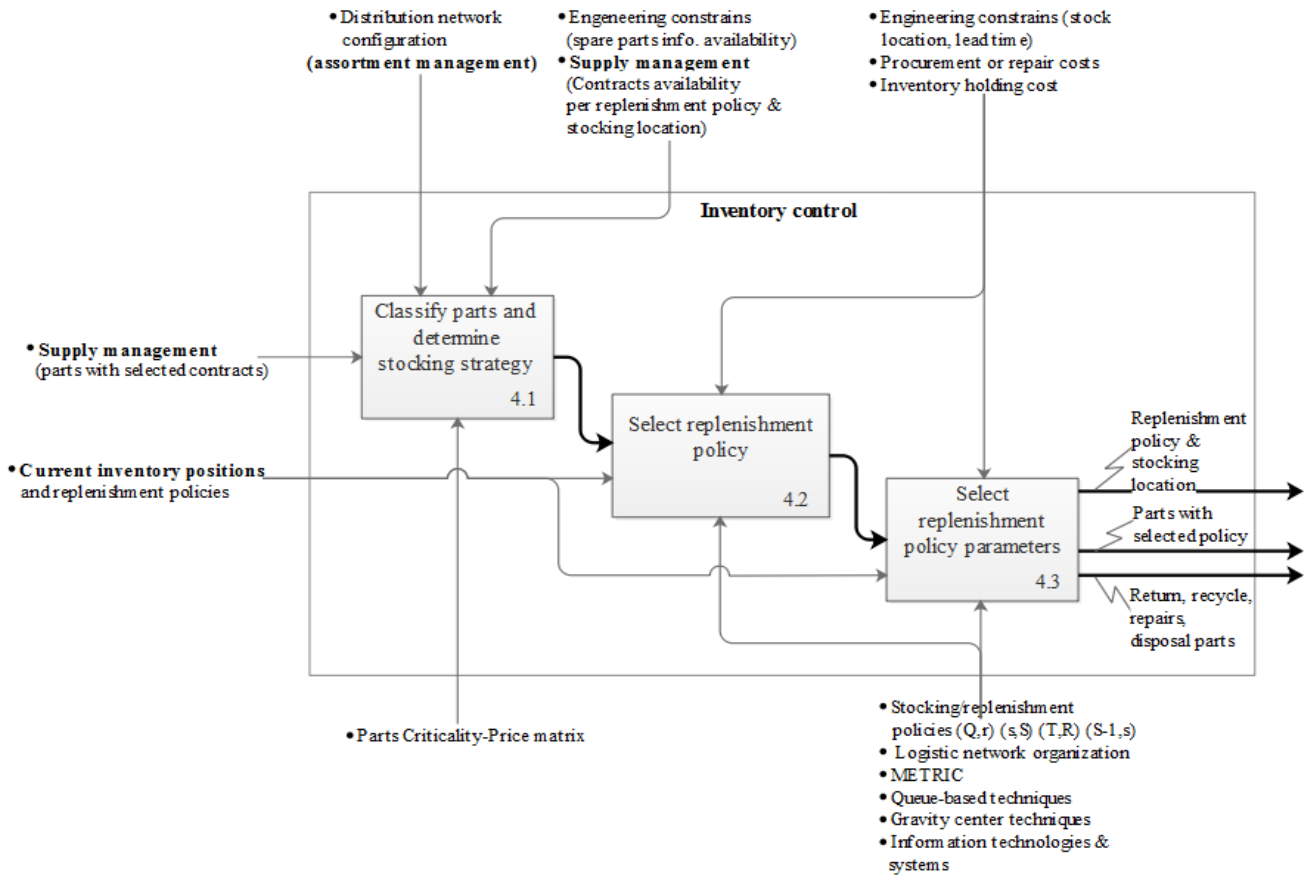 • Distribution network
configuration
(assortment management)
• Engeneering constrains
(spare parts info. availability)
• Supply management
(Contracts availability
per replenishment policy &
stocking location)
• Engineering constrains (stock
location, lead time)
• Procurement or repair costs
• Inventory holding cost
Inventory control
Classify parts and
determine
stocking strategy
4.1
• Supply management
(parts with selected contracts)
Select replenishment
policy
4.2
• Current inventory positions
and replenishment policies
Select
replenishment
policy parameters
4.3
Replenishment
policy &
stocking
location
Parts with
selected policy
Return, recycle,
repairs,
disposal parts
• Parts Criticality-Price matrix
• Stocking/replenishment
policies (Q,r) (s,S) (T,R) (S-1,s)
• Logistic network organization
• METRIC
• Queue-based techniques
• Gravity center techniques
• Information technologies &
systems